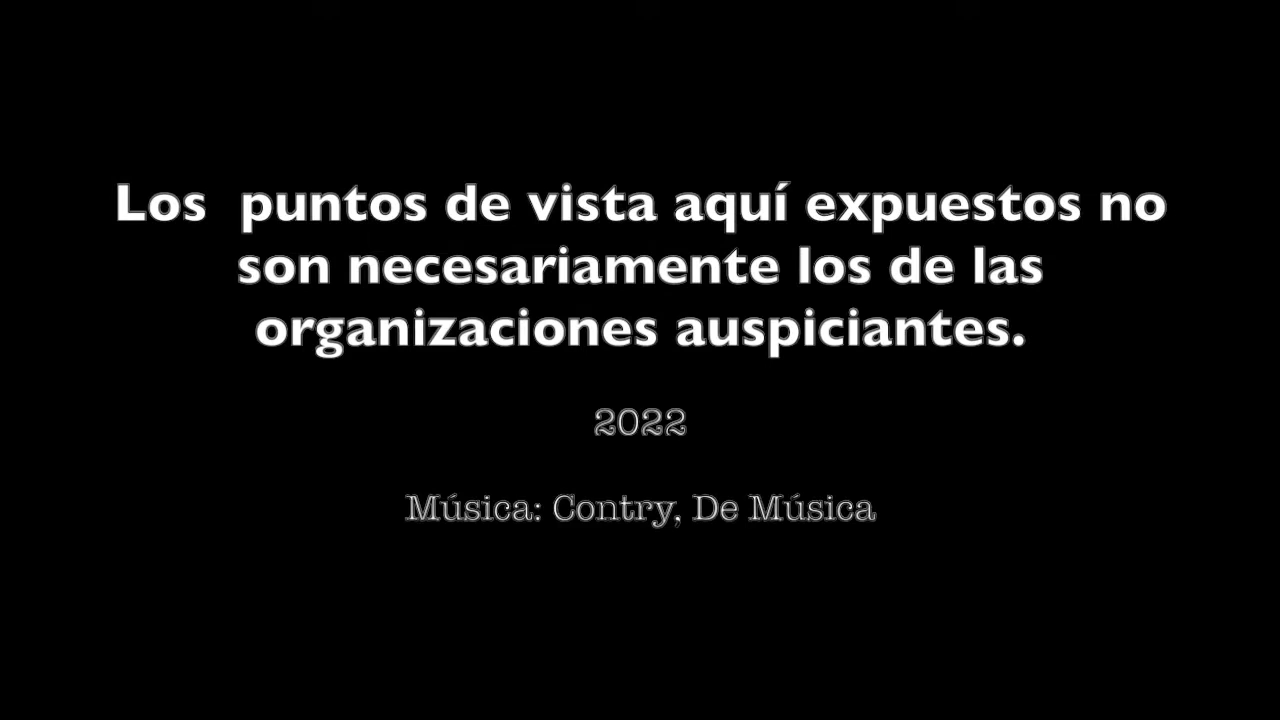 Los  puntos de vista aquí expuestos no
son necesariamente los de las
organizaciones auspiciantes.
2022
Música: Contry, De Música